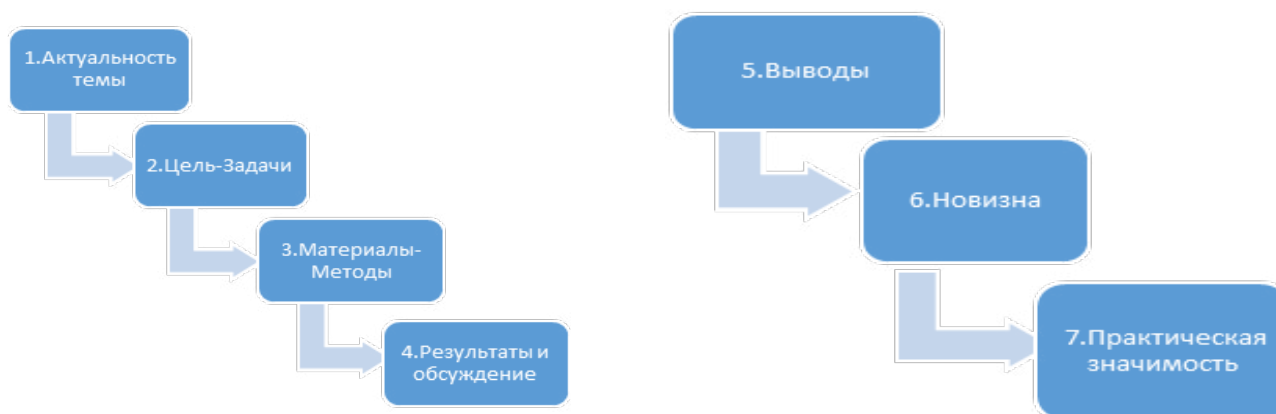 1.Актуальность
темы
2.Цель-Задачи
3.Материалы-
Методы
4.Результаты и
обсуждение
5.Выводы
6.Новизна
7.Практическая
значимость